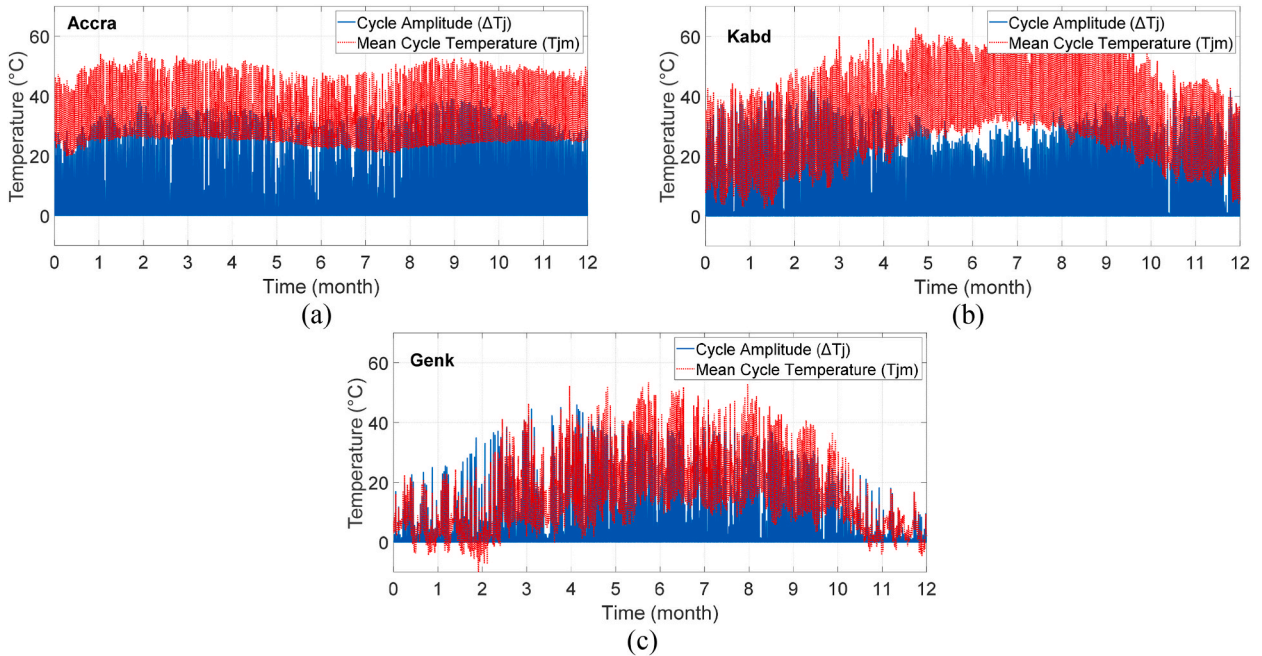 Accra
Cycle Amplitude (ΔTj)
Mean Cycle Temperature (Tjm)
Temperature (°C)
60
40
20
0
0 1 2 3 4 5 6 7 8 9 10 11 12
Time (month)
(a)
Kabd
Cycle Amplitude (ΔTj)
Mean Cycle Temperature (Tjm)
Temperature (°C)
60
40
20
0
0 1 2 3 4 5 6 7 8 9 10 11 12
Time (month)
(b)
Genk
Cycle Amplitude (ΔTj)
Mean Cycle Temperature (Tjm)
Temperature (°C)
60
40
20
0
0 1 2 3 4 5 6 7 8 9 10 11 12
Time (month)
(c)